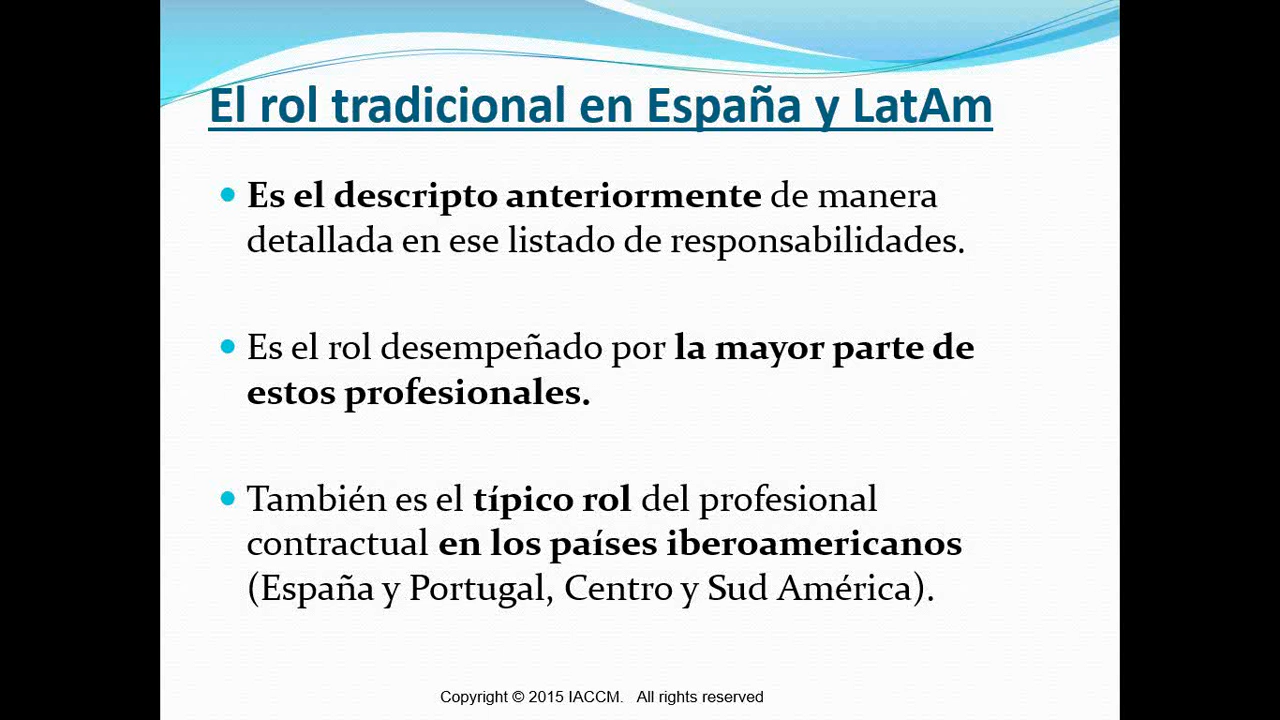 El rol tradicional en España y LatAm
• Es el descripto anteriormente de manera
detallada en ese listado de responsabilidades.
• Es el rol desempeñado por la mayor parte de
estos profesionales.
• También es el típico rol del profesional
contractual en los países iberoamericanos
(España y Portugal, Centro y Sud América).
Copyright © 2015 IACCM. All rights reserved